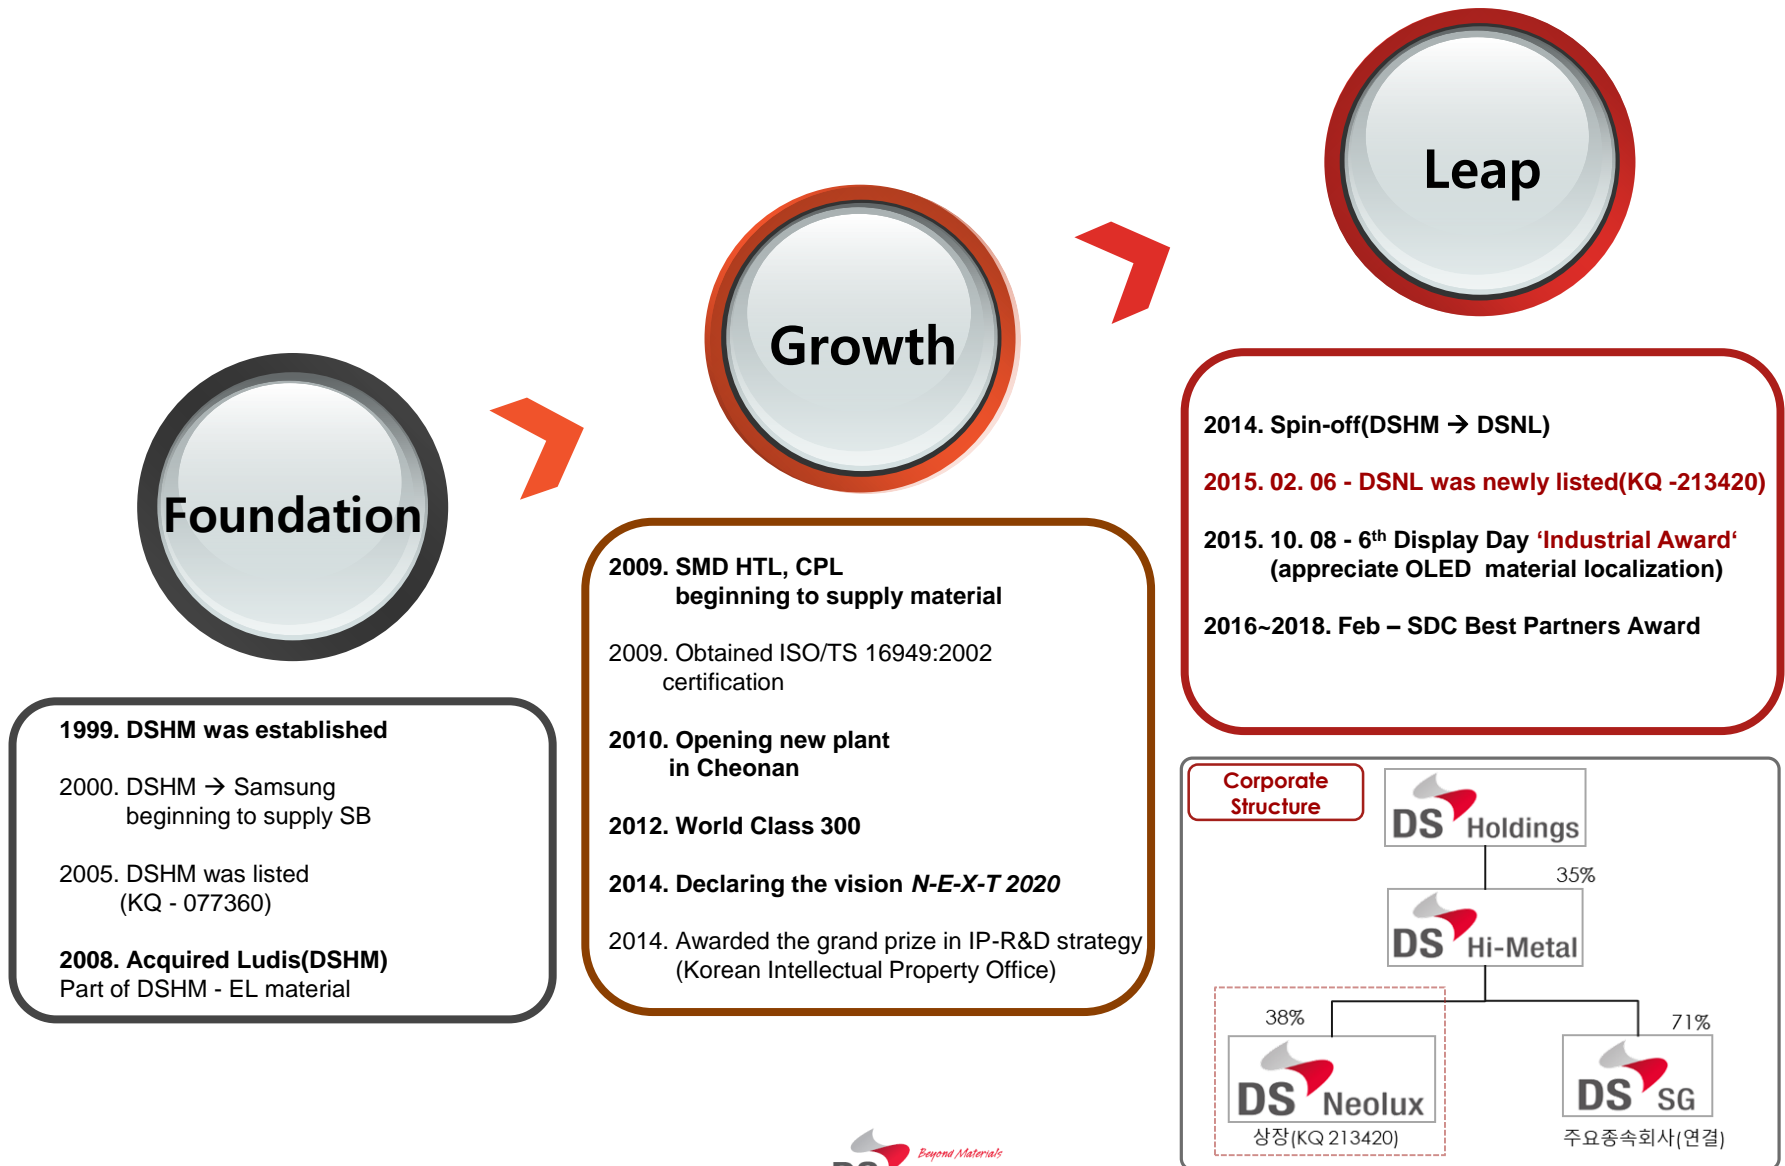 Foundation
1999. DSHM was established
2000. DSHM → Samsung
beginning to supply SB
2005. DSHM was listed
(KQ - 077360)
2008. Acquired Ludis(DSHM)
Part of DSHM - EL material
Growth
2009. SMD HTL, CPL
beginning to supply material
2009. Obtained ISO/TS 16949:2002
certification
2010. Opening new plant
in Cheonan
2012. World Class 300
2014. Declaring the vision N-E-X-T 2020
2014. Awarded the grand prize in IP-R&D strategy
(Korean Intellectual Property Office)
Leap
2014. Spin-off(DSHM → DSNL)
2015. 02. 06 - DSNL was newly listed(KQ -213420)
2015. 10. 08 - 6th Display Day ‘Industrial Award‘
(appreciate OLED material localization)
2016~2018. Feb – SDC Best Partners Award
Corporate
Structure
DS Holdings
35%
DS Hi-Metal
38%
71%
DS Neolux
DS SG
상장(KQ 213420)
주요종속회사(연결)
Beyond Materials
DS